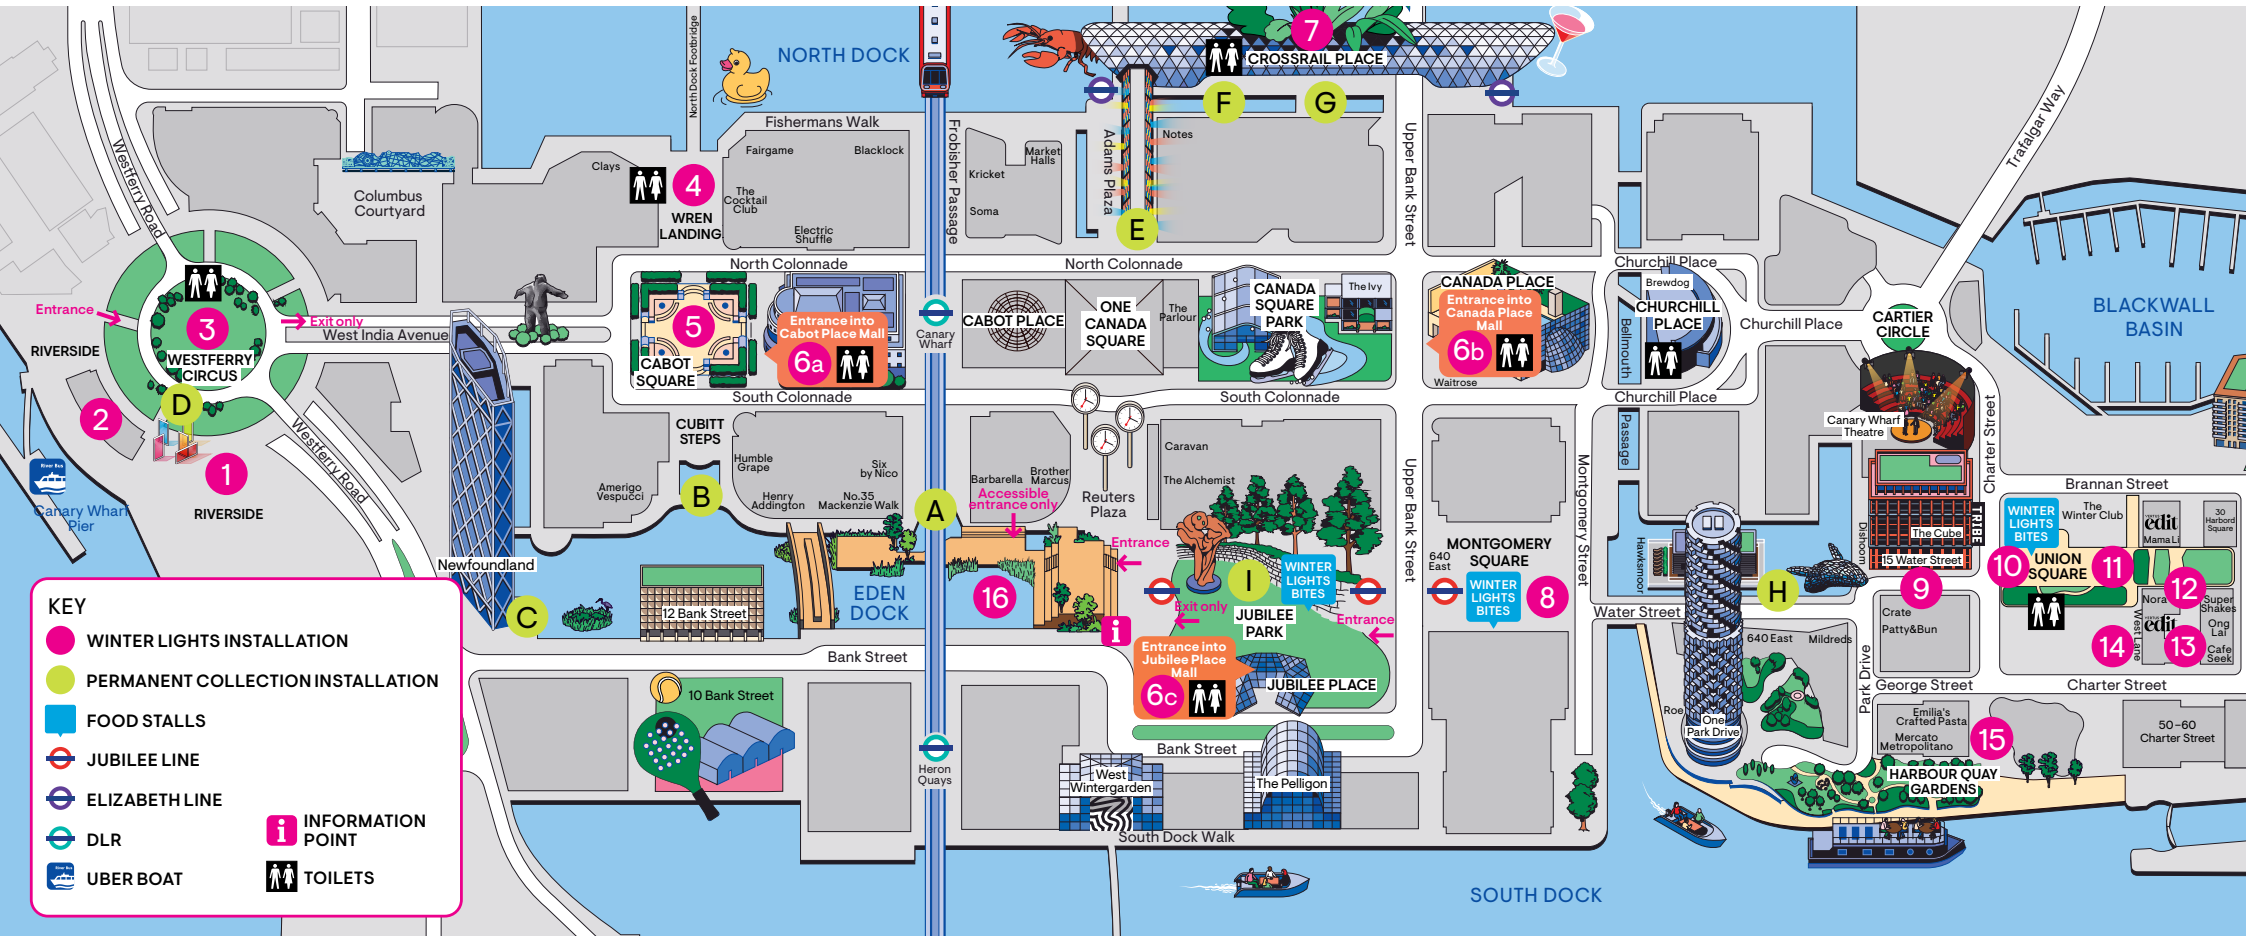 NORTH DOCK
North Dock Footbridge
7
CROSSRAIL PLACE
F
G
Westferry Road
Trafalgar Way
Fishermans Walk
Frobisher Passage
Adams Plaza
Upper Bank Street
Fairgame
Blacklock
Clays
4
The
Cocktail
Club
WREN
LANDING
Electric
Shuffle
Kricket
Market
Halls
Soma
Notes
E
Columbus
Courtyard
North Colonnade
North Colonnade
Churchill Place
Entrance
3
Exit only
West India Avenue
RIVERSIDE
WESTFERRY
CIRCUS
D
2
1
RIVERSIDE
Westferry Road
River Bus
Canary Wharf
Pier
5
CABOT
SQUARE
Entrance into
Cabot Place Mall
6a
Canary
Wharf
CABOT PLACE
ONE
CANADA
SQUARE
The
Parlour
CANADA
SQUARE
PARK
The Ivy
CANADA PLACE
Entrance into
Canada Place
Mall
6b
Waitrose
Bellmouth
Passage
Brewdog
CHURCHILL
PLACE
Churchill Place
CARTIER
CIRCLE
BLACKWALL
BASIN
South Colonnade
South Colonnade
Churchill Place
Canary Wharf
Theatre
Charter Street
CUBITT
STEPS
B
Humble
Grape
Six
by Nico
Henry
Addington
No.35
Mackenzie Walk
Amerigo
Vespucci
A
Barbarella
Brother
Marcus
Accessible
entrance only
Reuters
Plaza
Caravan
The Alchemist
Upper Bank Street
Montgomery Street
Entrance
Newfoundland
C
12 Bank Street
EDEN
DOCK
16
I
WINTER
LIGHTS
BITES
JUBILEE
PARK
Exit only
Entrance
640
East
MONTGOMERY
SQUARE
WINTER
LIGHTS
BITES
8
Hawksmoor
Dishoom
H
Water Street
The Cube
TRIBE
15 Water Street
9
Brannan Street
WINTER
LIGHTS
BITES
The
Winter Club
vertus
edit
Mama Li
30
Harbord
Square
10
UNION
SQUARE
11
12
Nora
Super
Shakes
West Lane
vertus
edit
Ong
Lai
14
13
Cafe
Seek
Crate
Patty&Bun
640 East
Mildreds
Park Drive
George Street
Charter Street
Bank Street
Entrance into
Jubilee Place
Mall
6c
JUBILEE PLACE
Bank Street
10 Bank Street
Heron
Quays
West
Wintergarden
The Pelligon
South Dock Walk
Roe
One
Park Drive
Emilia's
Crafted Pasta
Mercato
Metropolitano
15
HARBOUR QUAY
GARDENS
50–60
Charter Street
SOUTH DOCK
KEY
WINTER LIGHTS INSTALLATION
PERMANENT COLLECTION INSTALLATION
FOOD STALLS
JUBILEE LINE
ELIZABETH LINE
DLR
UBER BOAT
INFORMATION
POINT
TOILETS